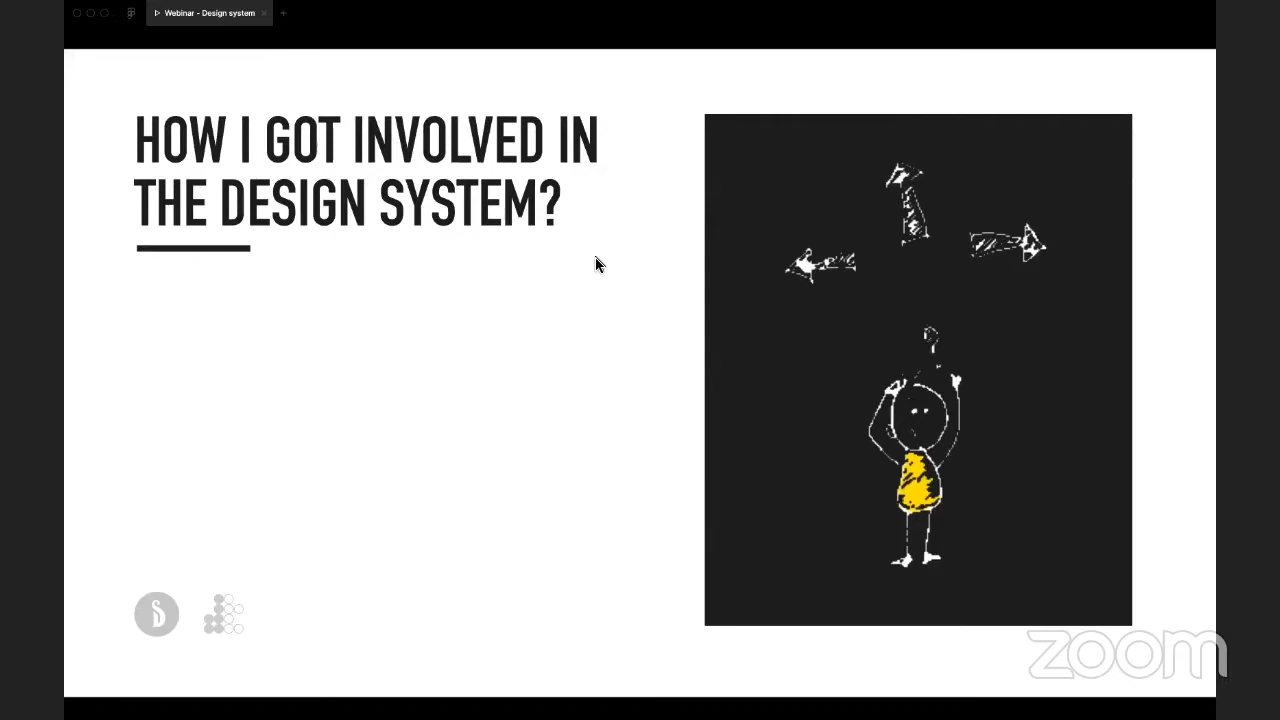 Webinar - Design system
HOW I GOT INVOLVED IN
THE DESIGN SYSTEM?
zoom